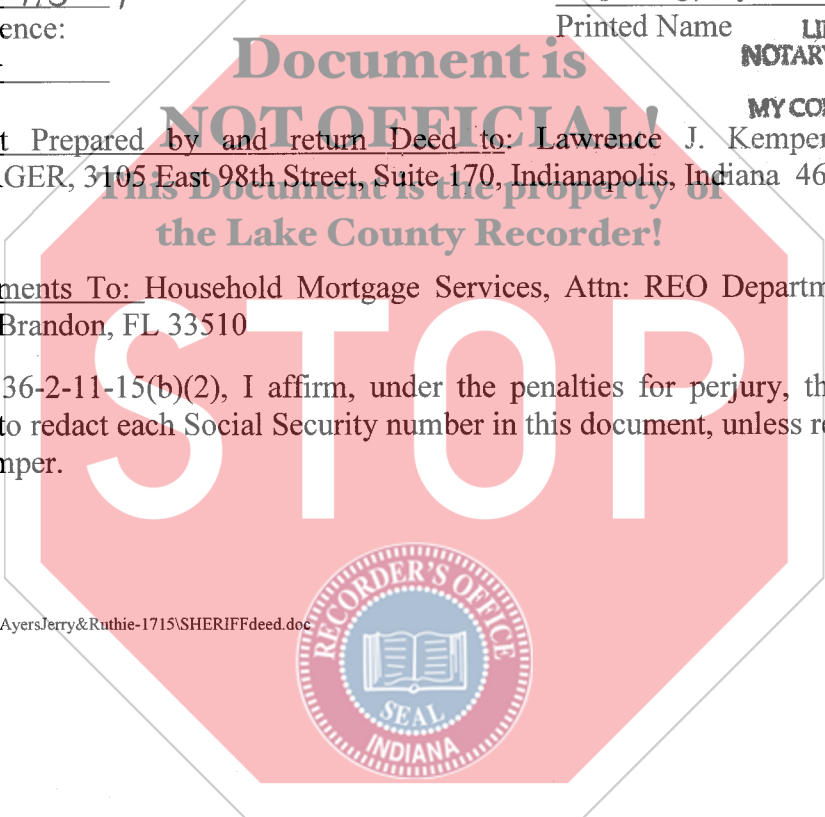 ence:
Printed Name
NOTARY
MY CO
Document is
NOT OFFICIAL!
This Document is the property of
the Lake County Recorder!
t Prepared by and return Deed to: Lawrence J. Kemper
GER, 3105 East 98th Street, Suite 170, Indianapolis, Indiana 46
ments To: Household Mortgage Services, Attn: REO Departm
Brandon, FL 33510
36-2-11-15(b)(2), I affirm, under the penalties for perjury, th
to redact each Social Security number in this document, unless re
mper.
STOP
AyersJerry&Ruthie-1715\SHERIFFdeed.doc
RECORDER'S OFFICE
SEAL
INDIANA